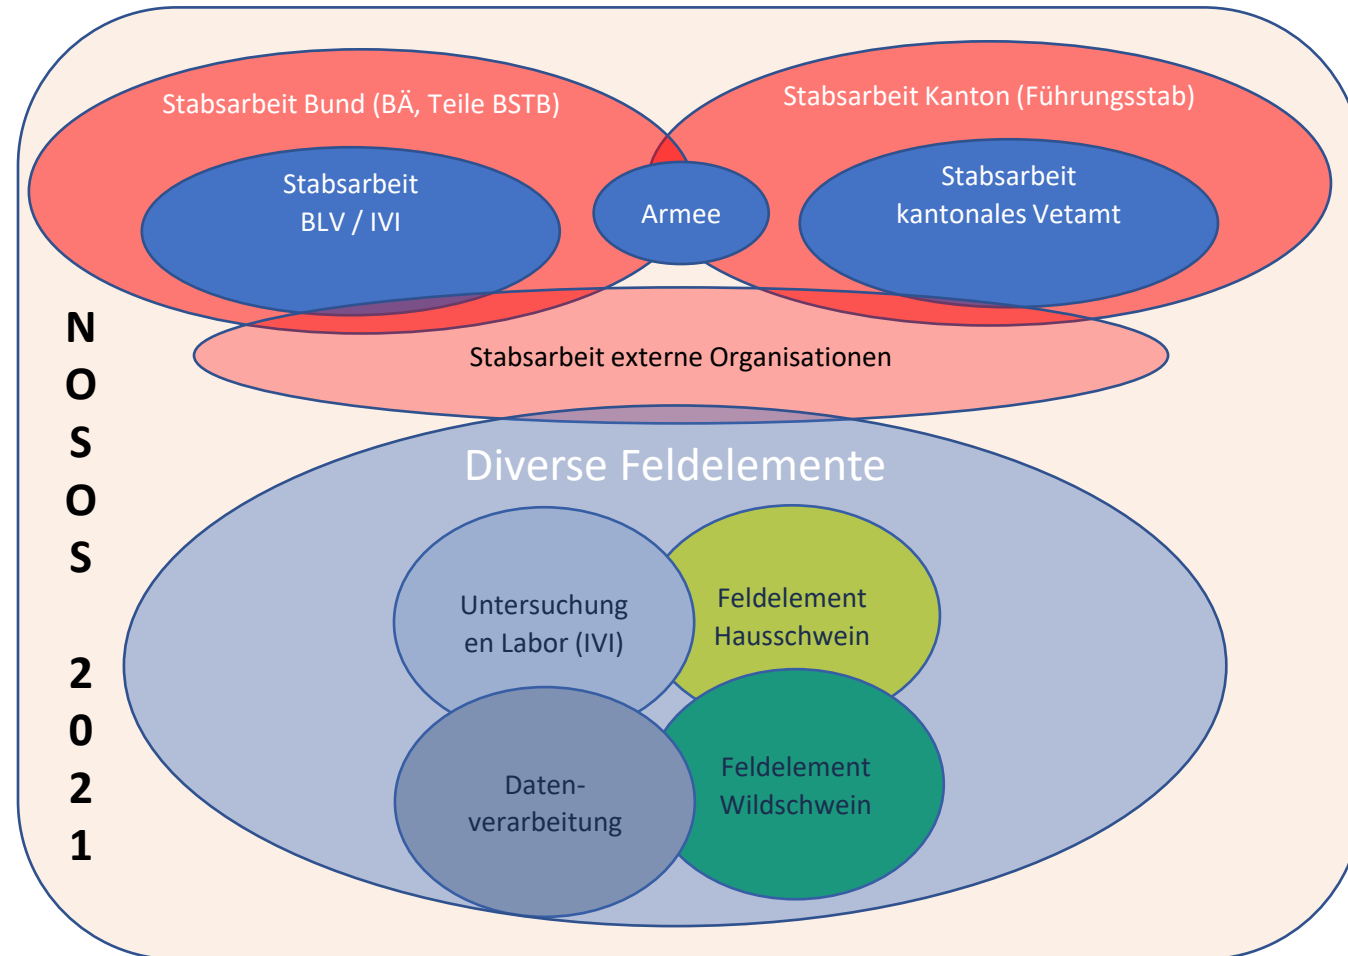 Stabsarbeit Bund (BÄ, Teile BSTB)
Stabsarbeit Kanton (Führungsstab)
Stabsarbeit
BLV / IVI
Armee
Stabsarbeit
kantonales Vetamt
Stabsarbeit externe Organisationen
N
O
S
O
S
2
0
2
1
Diverse Feldelemente
Untersuchung
en Labor (IVI)
Feldelement
Hausschwein
Daten-
verarbeitung
Feldelement
Wildschwein